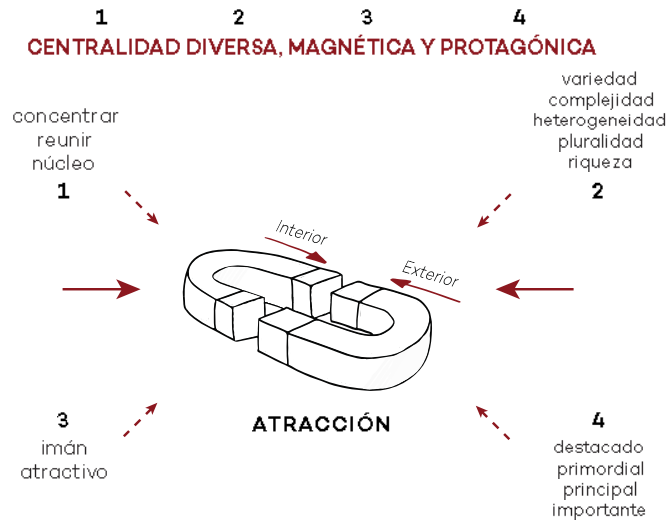 1 2 3 4
CENTRALIDAD DIVERSA, MAGNÉTICA Y PROTAGÓNICA
concentrar
reunir
núcleo
1
variedad
complejidad
heterogeneidad
pluralidad
riqueza
2
Interior
Exterior
ATRACCIÓN
3
imán
atractivo
4
destacado
primordial
principal
importante